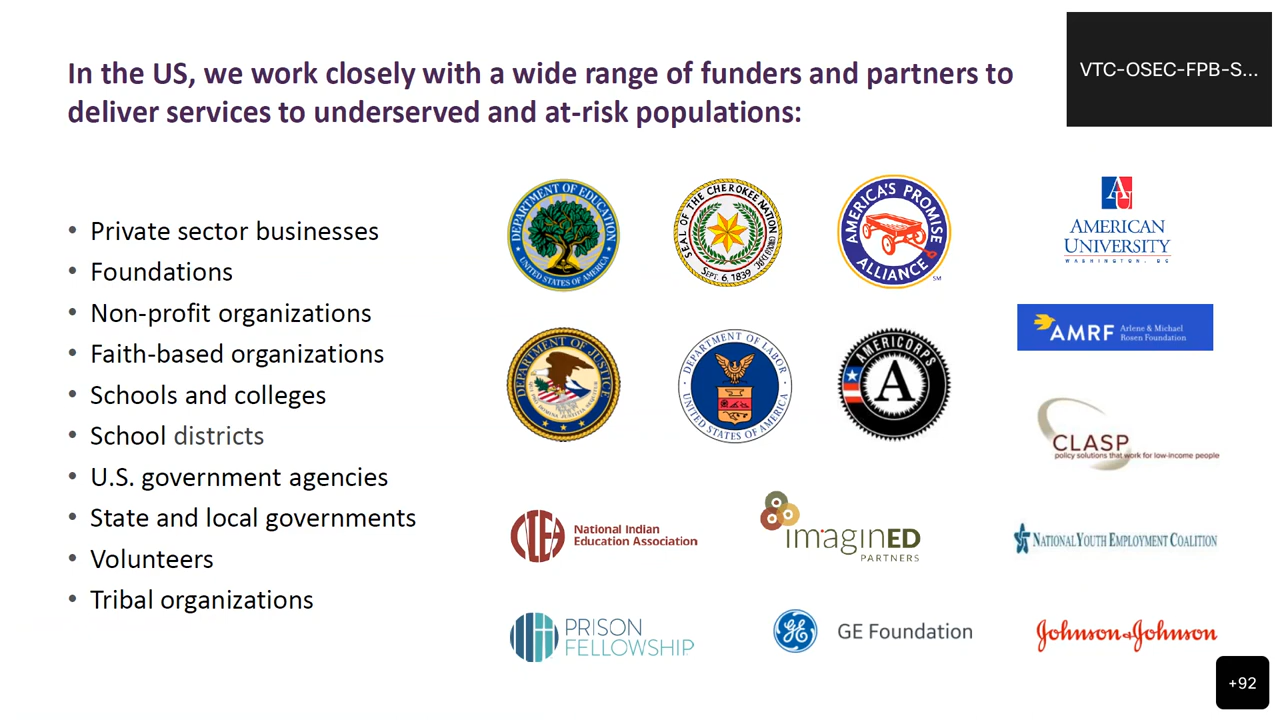 In the US, we work closely with a wide range of funders and partners to
deliver services to underserved and at-risk populations:
VTC-OSEC-FPB-S...
• Private sector businesses
• Foundations
• Non-profit organizations
• Faith-based organizations
• Schools and colleges
• School districts
• U.S. government agencies
• State and local governments
• Volunteers
• Tribal organizations
DEPARTMENT OF EDUCATION
UNITED STATES OF AMERICA
SEAL OF THE CHEROKEE NATION
SEPT. 6, 1839
AMERICA'S PROMISE
ALLIANCE
SM
AU
AMERICAN
UNIVERSITY
WASHINGTON, DC
DEPARTMENT OF JUSTICE
DEPARTMENT OF LABOR
UNITED STATES OF AMERICA
AMERICORPS
A
AMRF
Arlene & Michael
Rosen Foundation
CLASP
policy solutions that work for low-income people
NIEA
National Indian
Education Association
imaginED
PARTNERS
NATIONAL YOUTH EMPLOYMENT COALITION
PRISON
FELLOWSHIP
GE
GE Foundation
Johnson & Johnson
+92